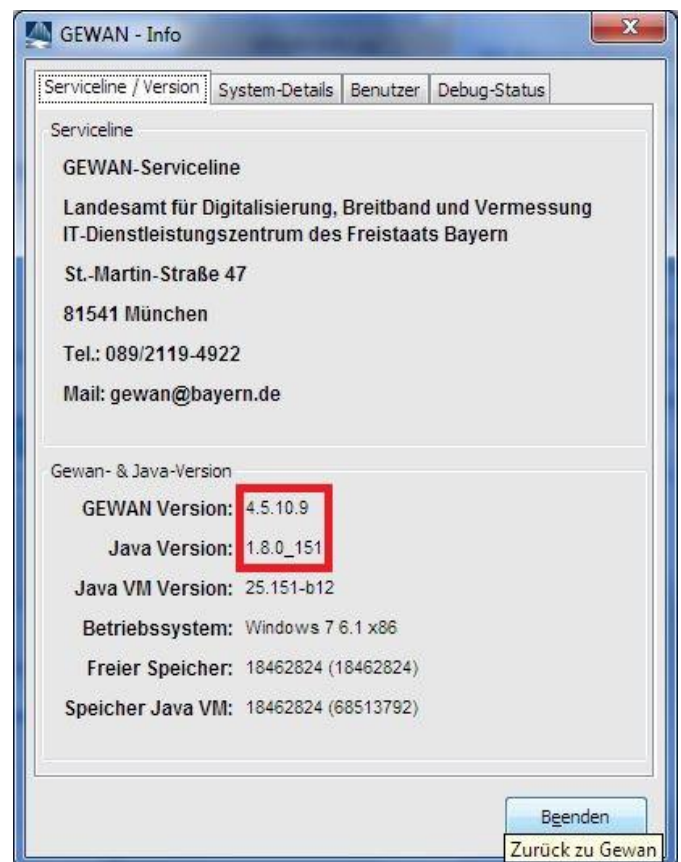 GEWAN - Info
Serviceline / Version System-Details Benutzer Debug-Status
Serviceline
GEWAN-Serviceline
Landesamt für Digitalisierung, Breitband und Vermessung
IT-Dienstleistungszentrum des Freistaats Bayern
St.-Martin-Straße 47
81541 München
Tel.: 089/2119-4922
Mail: gewan@bayern.de
Gewan- & Java-Version
GEWAN Version: 4.5.10.9
Java Version: 1.8.0_151
Java VM Version: 25.151-b12
Betriebssystem: Windows 7 6.1 x86
Freier Speicher: 18462824 (18462824)
Speicher Java VM: 18462824 (68513792)
Beenden
Zurück zu Gewan